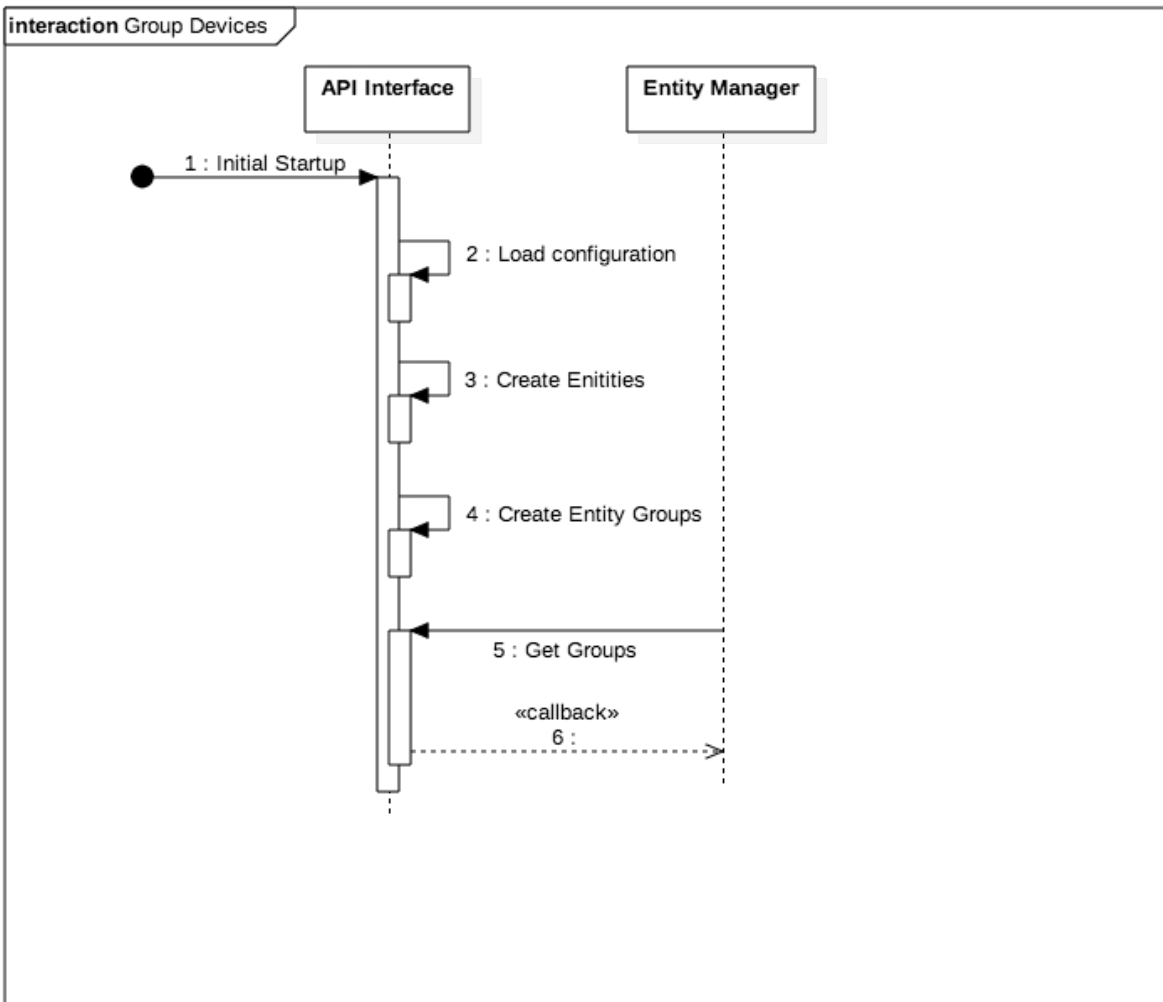 interaction Group Devices
API Interface
Entity Manager
1 : Initial Startup
2 : Load configuration
3 : Create Enitities
4 : Create Entity Groups
5 : Get Groups
«callback»
6 :